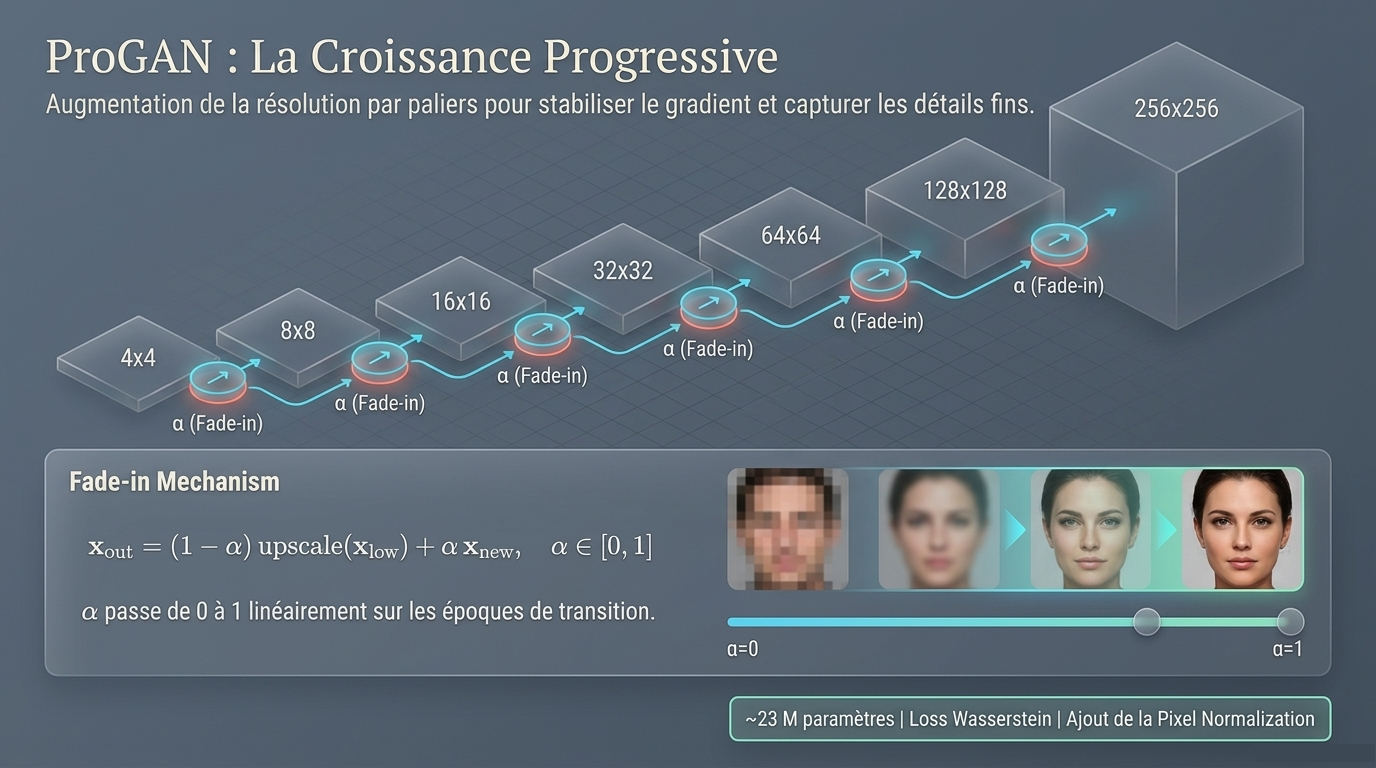 ProGAN : La Croissance Progressive
Augmentation de la résolution par paliers pour stabiliser le gradient et capturer les détails fins.
4x4
8x8
16x16
32x32
64x64
128x128
256x256
α (Fade-in)
α (Fade-in)
α (Fade-in)
α (Fade-in)
α (Fade-in)
α (Fade-in)
Fade-in Mechanism
x_out = (1 − α) upscale(x_low) + α x_new, α ∈ [0, 1]
α passe de 0 à 1 linéairement sur les époques de transition.
α=0
α=1
~23 M paramètres | Loss Wasserstein | Ajout de la Pixel Normalization